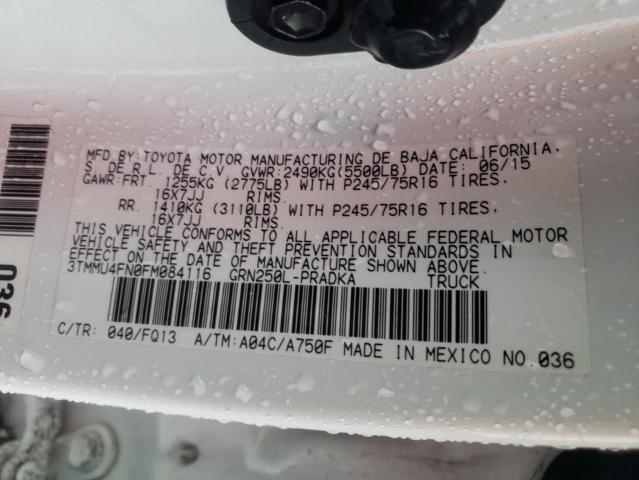 MFD.BY:TOYOTA MOTOR MANUFACTURING DE BAJA CALIFORNIA,
S. DE R.L. DE C.V. GVWR:2490KG(5500LB) DATE: 06/15
GAWR:FRT. 1255KG (2775LB) WITH P245/75R16 TIRES,
16X7JJ RIMS.
RR. 1410KG (3110LB) WITH P245/75R16 TIRES,
16X7JJ RIMS.
THIS VEHICLE CONFORMS TO ALL APPLICABLE FEDERAL MOTOR
VEHICLE SAFETY AND THEFT PREVENTION STANDARDS IN
EFFECT ON THE DATE OF MANUFACTURE SHOWN ABOVE.
3TMMU4FN0FM084116 GRN250L-PRADKA TRUCK
C/TR: 040/FQ13 A/TM:A04C/A750F MADE IN MEXICO NO.036
036